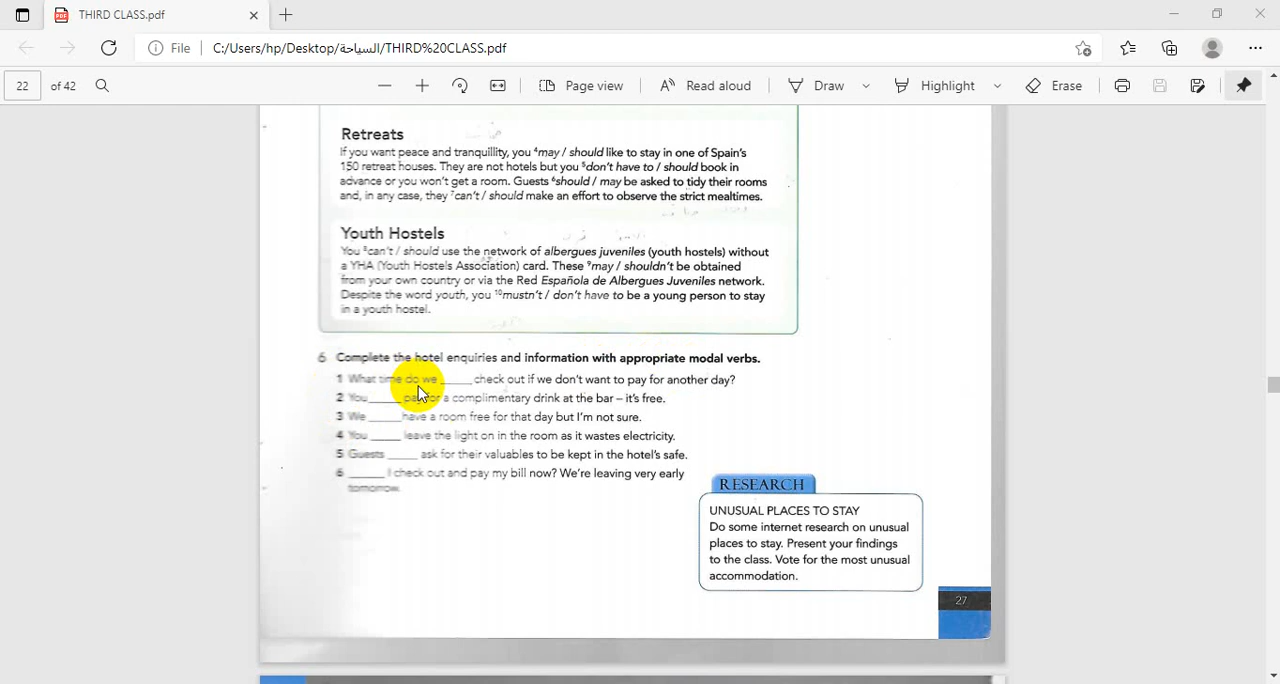 THIRD CLASS.pdf
File C:/Users/hp/Desktop/السياحة/THIRD%20CLASS.pdf
22 of 42 Page view Read aloud Draw Highlight Erase
Retreats
If you want peace and tranquillity, you ⁴may / should like to stay in one of Spain's
150 retreat houses. They are not hotels but you ⁵don't have to / should book in
advance or you won't get a room. Guests ⁶should / may be asked to tidy their rooms
and, in any case, they ⁷can't / should make an effort to observe the strict mealtimes.
Youth Hostels
You ⁸can't / should use the network of albergues juveniles (youth hostels) without
a YHA (Youth Hostels Association) card. These ⁹may / shouldn't be obtained
from your own country or via the Red Española de Albergues Juveniles network.
Despite the word youth, you ¹⁰mustn't / don't have to be a young person to stay
in a youth hostel.
6 Complete the hotel enquiries and information with appropriate modal verbs.
1 What time do we _____ check out if we don't want to pay for another day?
2 You _____ pay for a complimentary drink at the bar – it's free.
3 We _____ have a room free for that day but I'm not sure.
4 You _____ leave the light on in the room as it wastes electricity.
5 Guests _____ ask for their valuables to be kept in the hotel's safe.
6 _____ I check out and pay my bill now? We're leaving very early
tomorrow.
RESEARCH
UNUSUAL PLACES TO STAY
Do some internet research on unusual
places to stay. Present your findings
to the class. Vote for the most unusual
accommodation.
27